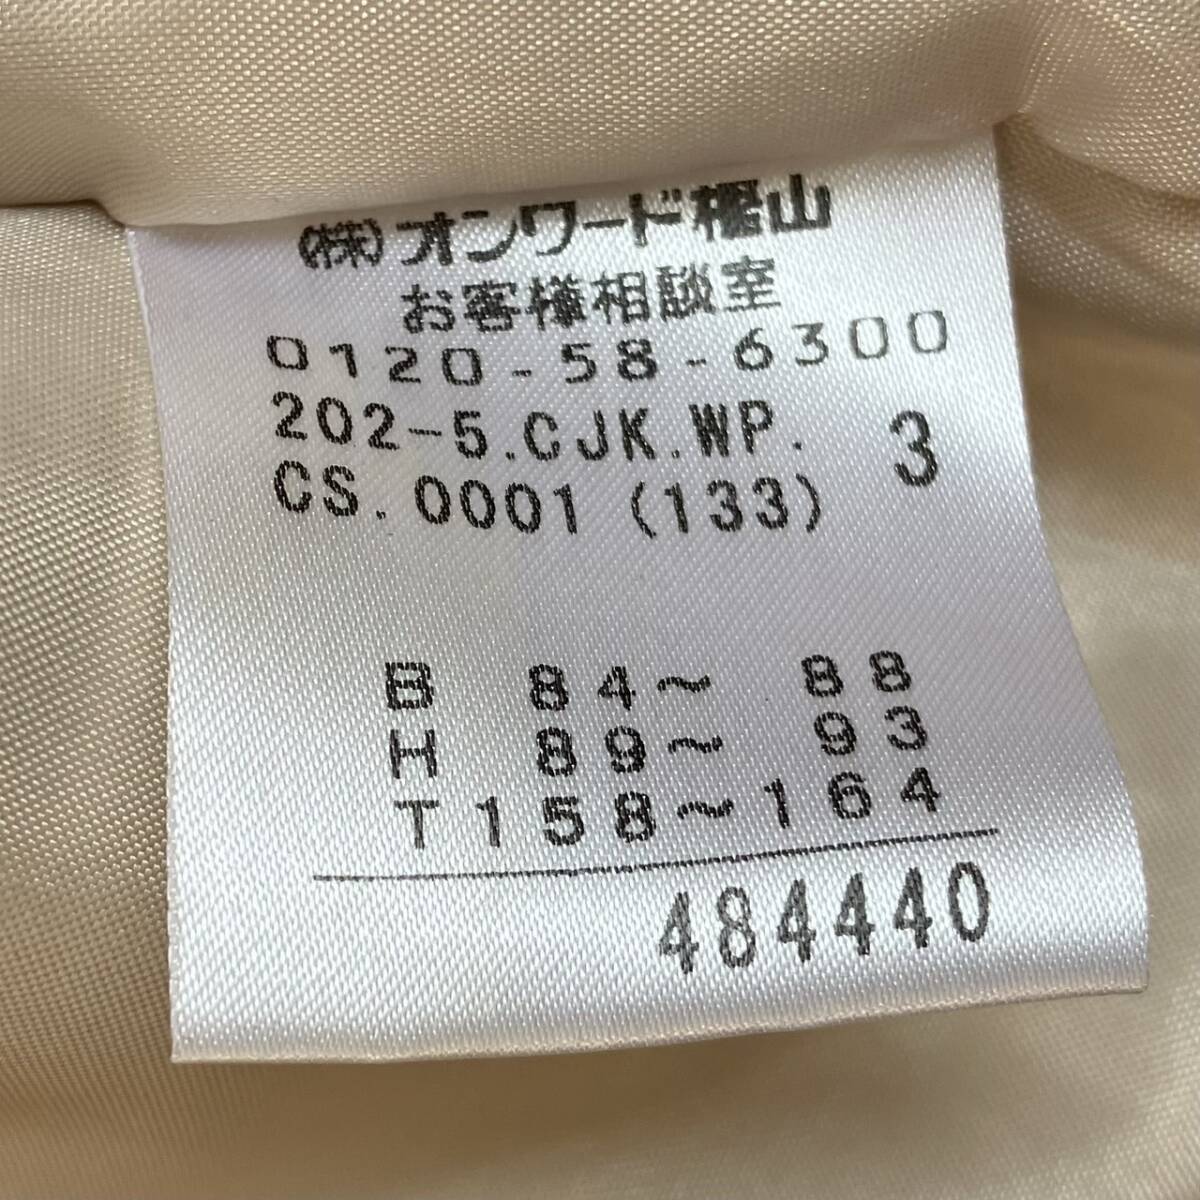 (株)オンワード樫山
お客様相談室
0120-58-6300
202-5.CJK.WP. 3
CS.0001(133)
B 84～ 88
H 89～ 93
T158～164
484440